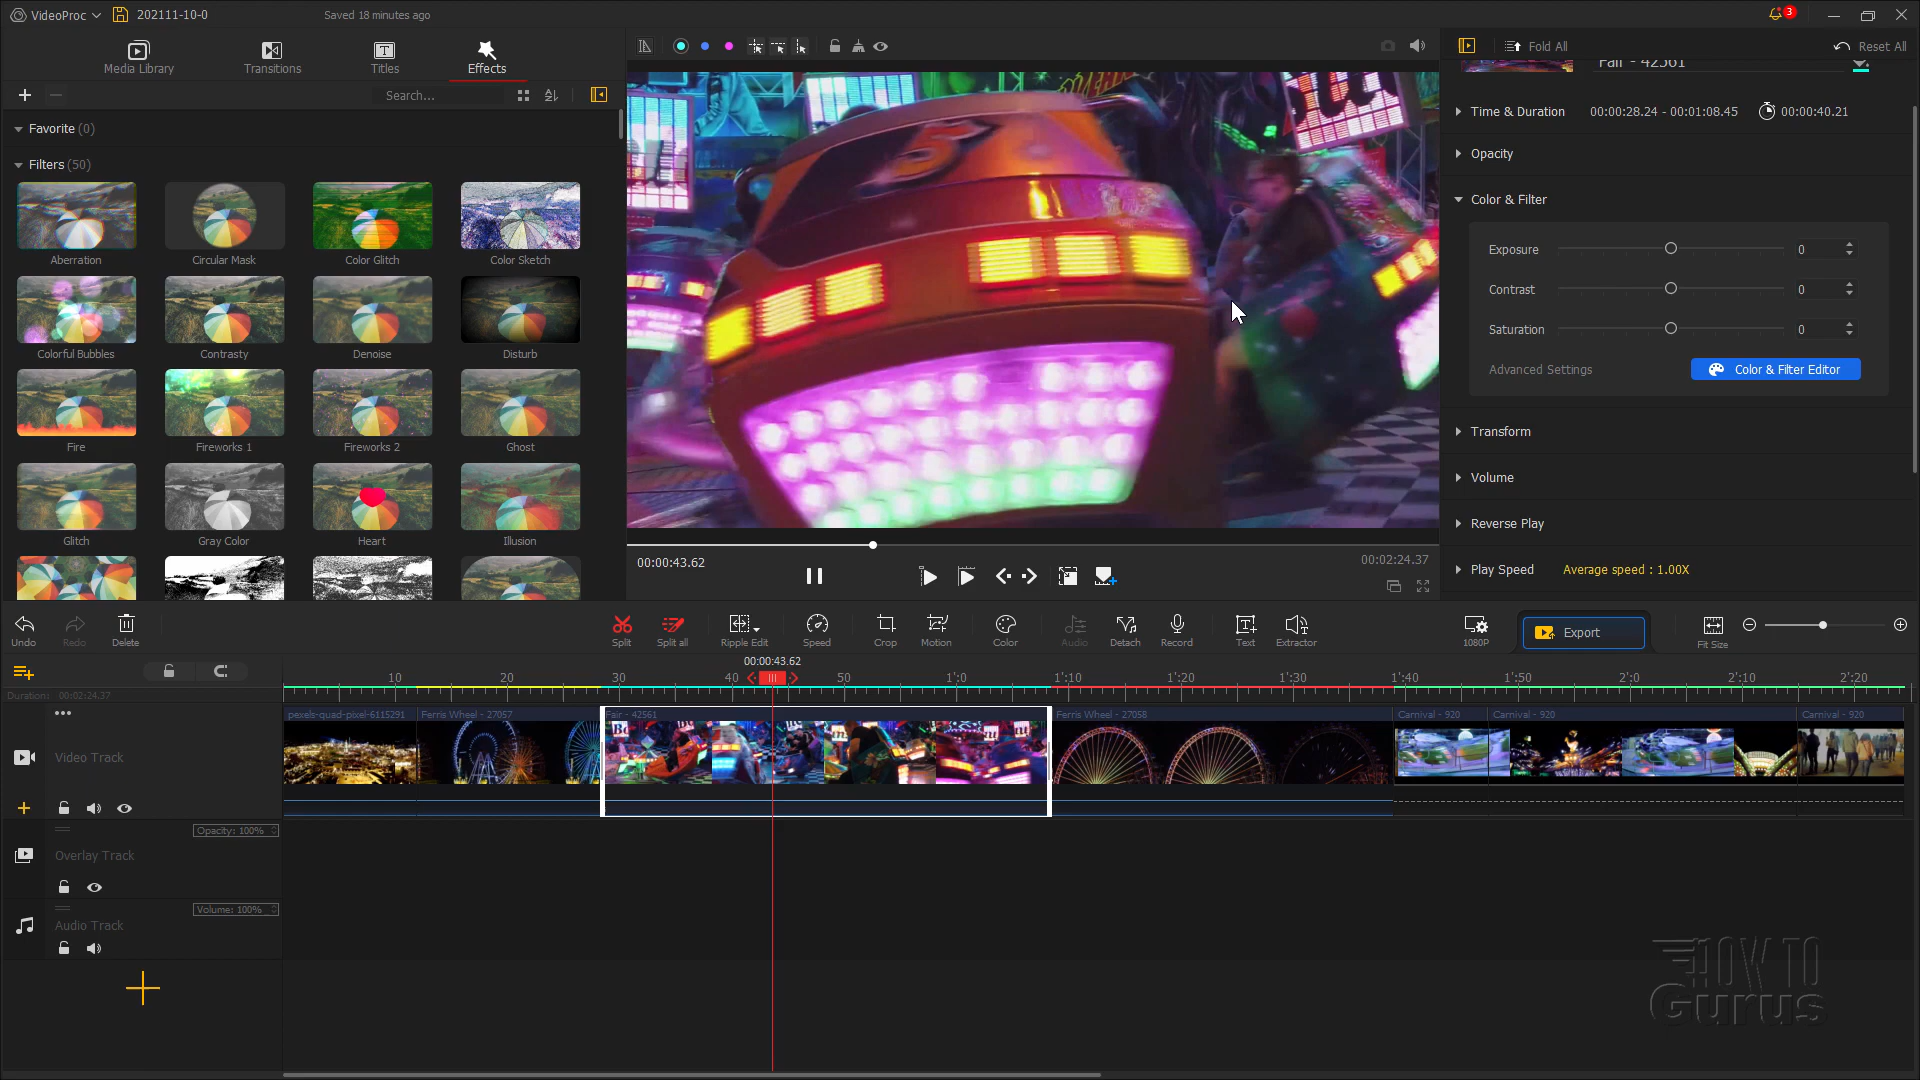 VideoProc
202111-10-0
Saved 18 minutes ago
3
Media Library
Transitions
Titles
Effects
Fold All
Reset All
Search...
Fair - 42561
Time & Duration
00:00:28.24 - 00:01:08.45
00:00:40.21
Favorite (0)
Opacity
Filters (50)
Color & Filter
Aberration
Circular Mask
Color Glitch
Color Sketch
Exposure
0
Contrast
0
Saturation
0
Colorful Bubbles
Contrasty
Denoise
Disturb
Advanced Settings
Color & Filter Editor
Fire
Fireworks 1
Fireworks 2
Ghost
Transform
Volume
Glitch
Gray Color
Heart
Illusion
Reverse Play
00:00:43.62
00:02:24.37
Play Speed
Average speed : 1.00X
Undo
Redo
Delete
Split
Split all
Ripple Edit
Speed
Crop
Motion
Color
Audio
Detach
Record
Text
Extractor
1080P
Export
Fit Size
00:00:43.62
10
20
30
40
50
1'0
1'10
1'20
1'30
1'40
1'50
2'0
2'10
2'20
Duration: 00:02:24.37
pexels-quad-pixel-6115291
Ferris Wheel - 27057
Fair - 42561
Ferris Wheel - 27058
Carnival - 920
Carnival - 920
Carnival - 920
Video Track
Opacity: 100%
Overlay Track
Volume: 100%
Audio Track
HOW TO
Gurus